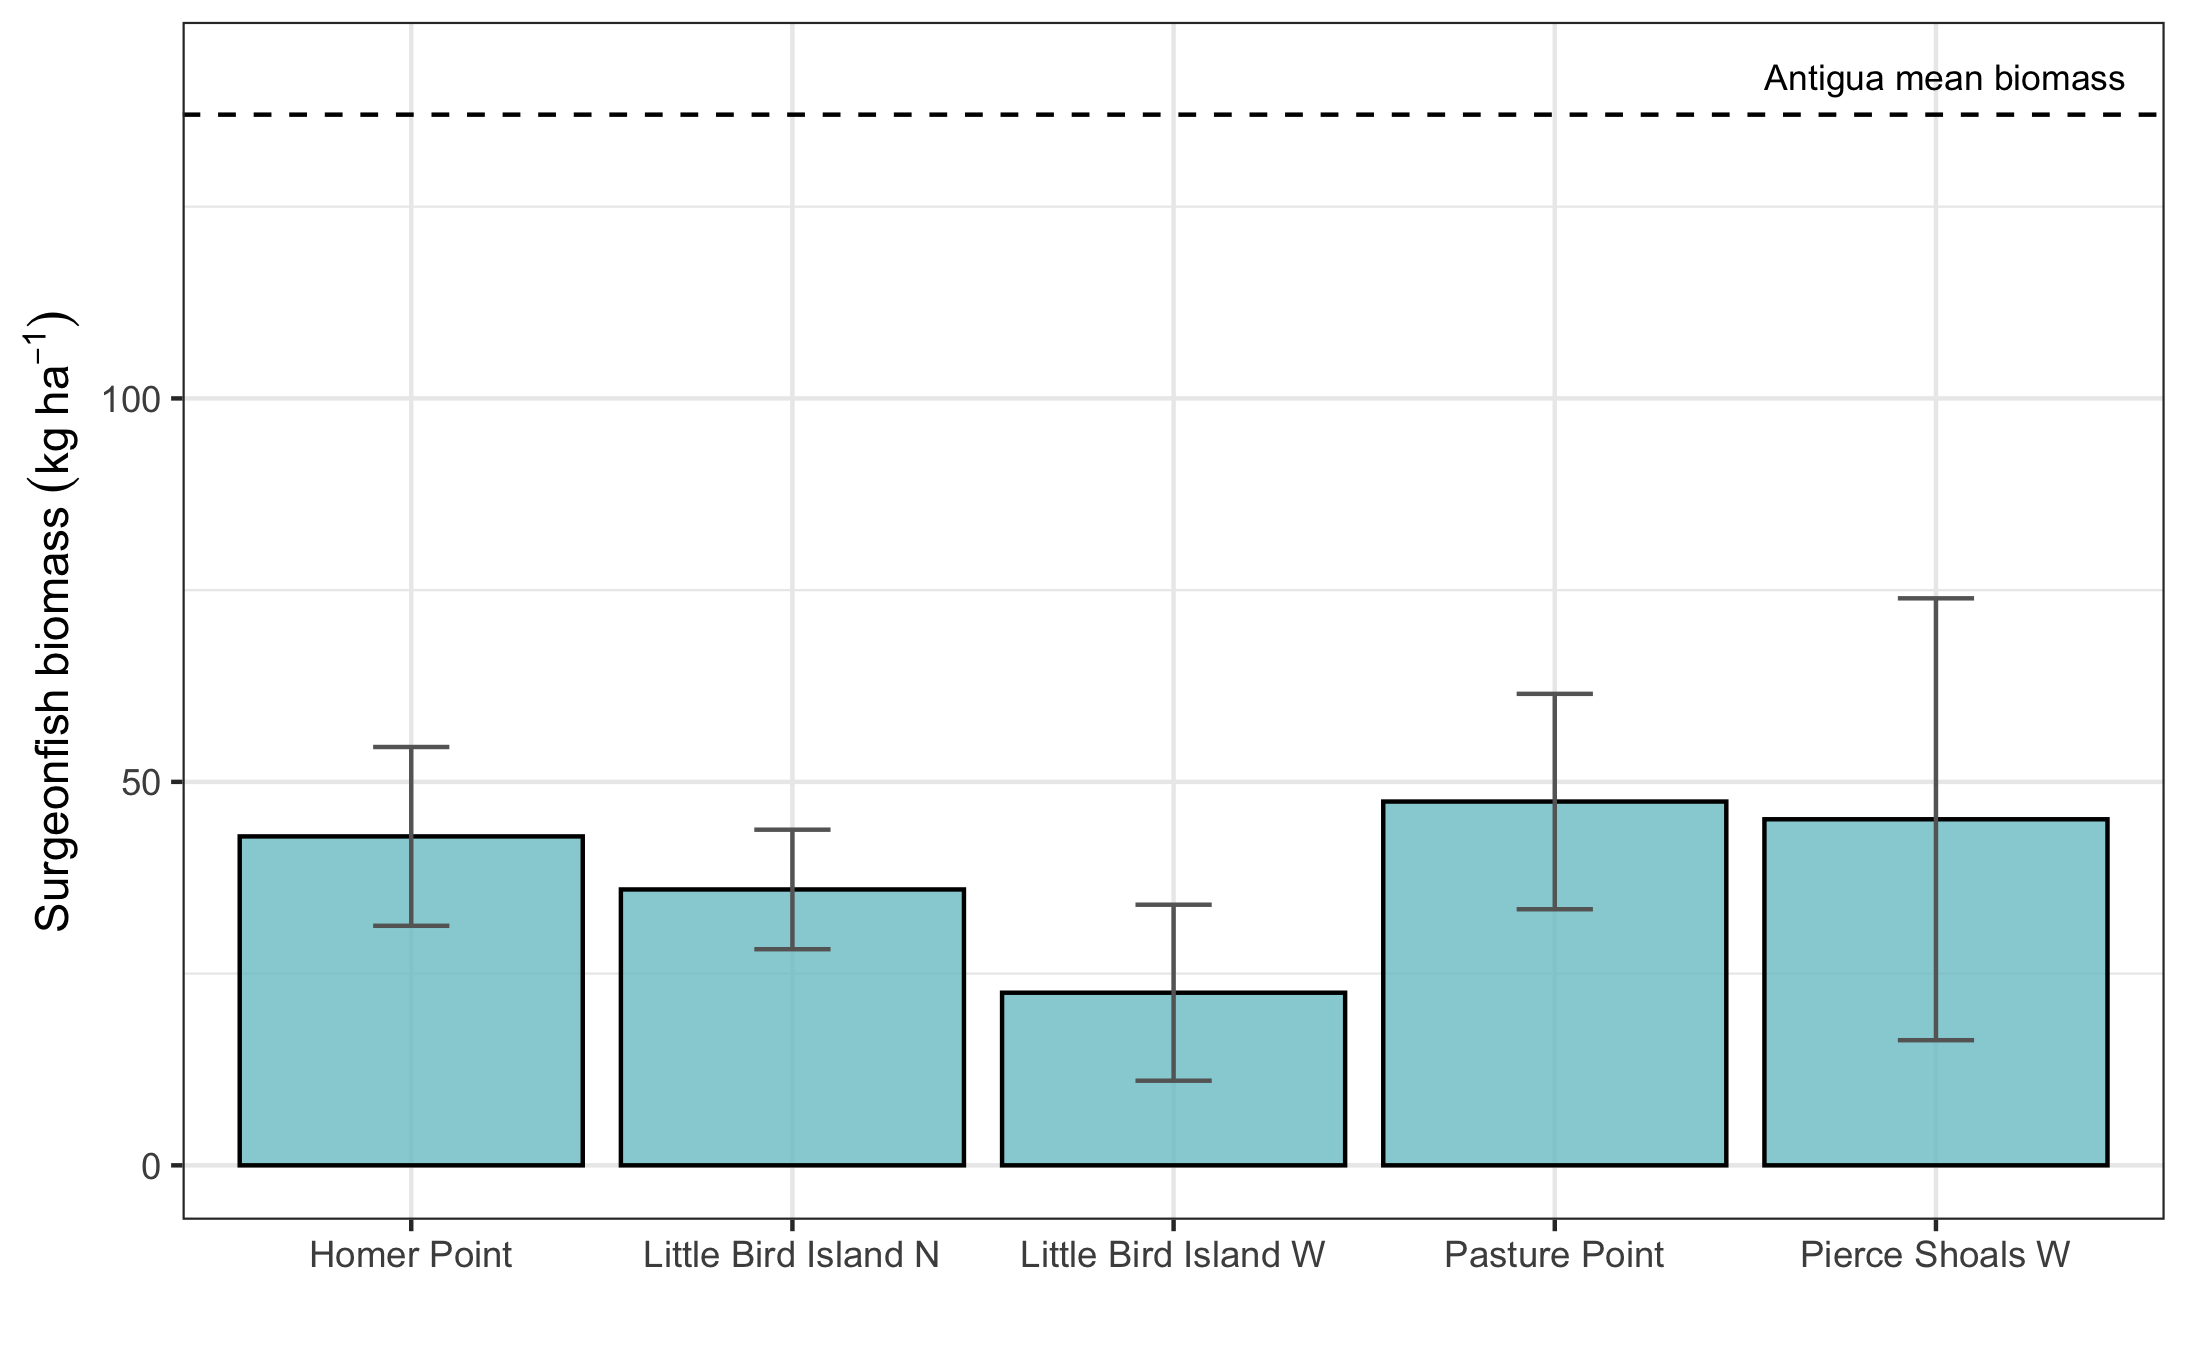 Antigua mean biomass
Surgeonfish biomass (kg ha⁻¹)
100
50
0
Homer Point
Little Bird Island N
Little Bird Island W
Pasture Point
Pierce Shoals W